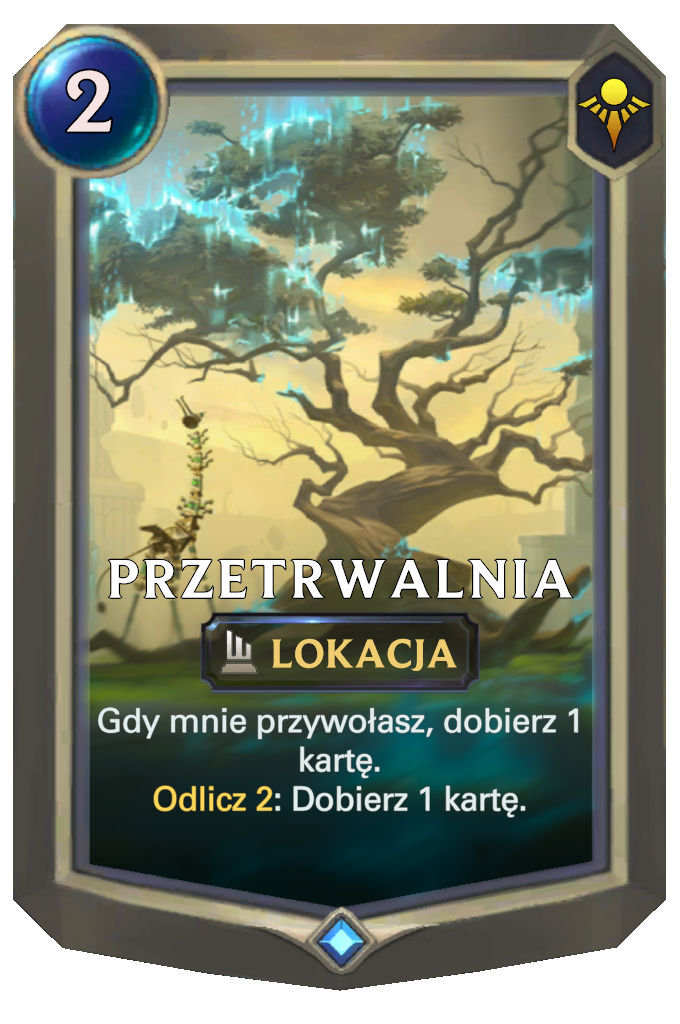 2
PRZETRWALNIA
LOKACJA
Gdy mnie przywołasz, dobierz 1
kartę.
Odlicz 2: Dobierz 1 kartę.